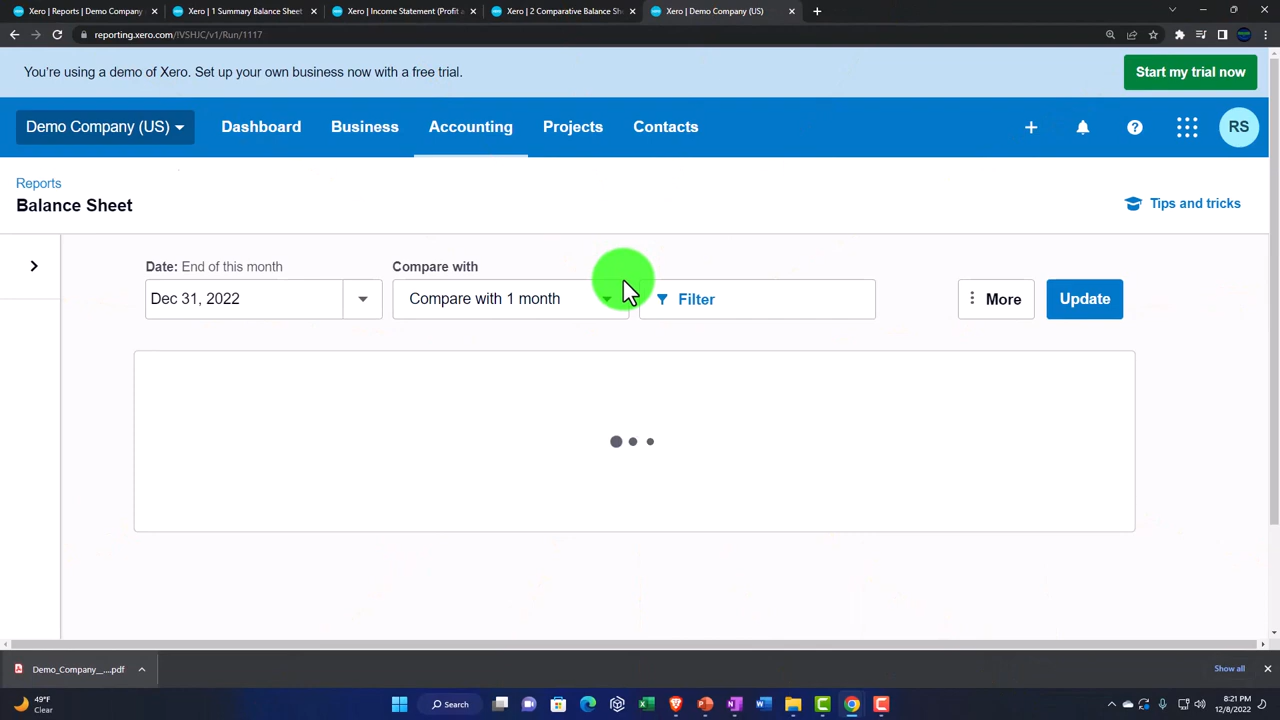 Xero | Reports | Demo Company
Xero | 1 Summary Balance Sheet
Xero | Income Statement (Profit a
Xero | 2 Comparative Balance Sh
Xero | Demo Company (US)
reporting.xero.com/!VSHJC/v1/Run/1117
You're using a demo of Xero. Set up your own business now with a free trial.
Start my trial now
Demo Company (US)
Dashboard
Business
Accounting
Projects
Contacts
RS
Reports
Balance Sheet
Tips and tricks
Date: End of this month
Compare with
Dec 31, 2022
Compare with 1 month
Filter
More
Update
Demo_Company__....pdf
Show all
49°F
Clear
Search
8:21 PM
12/8/2022